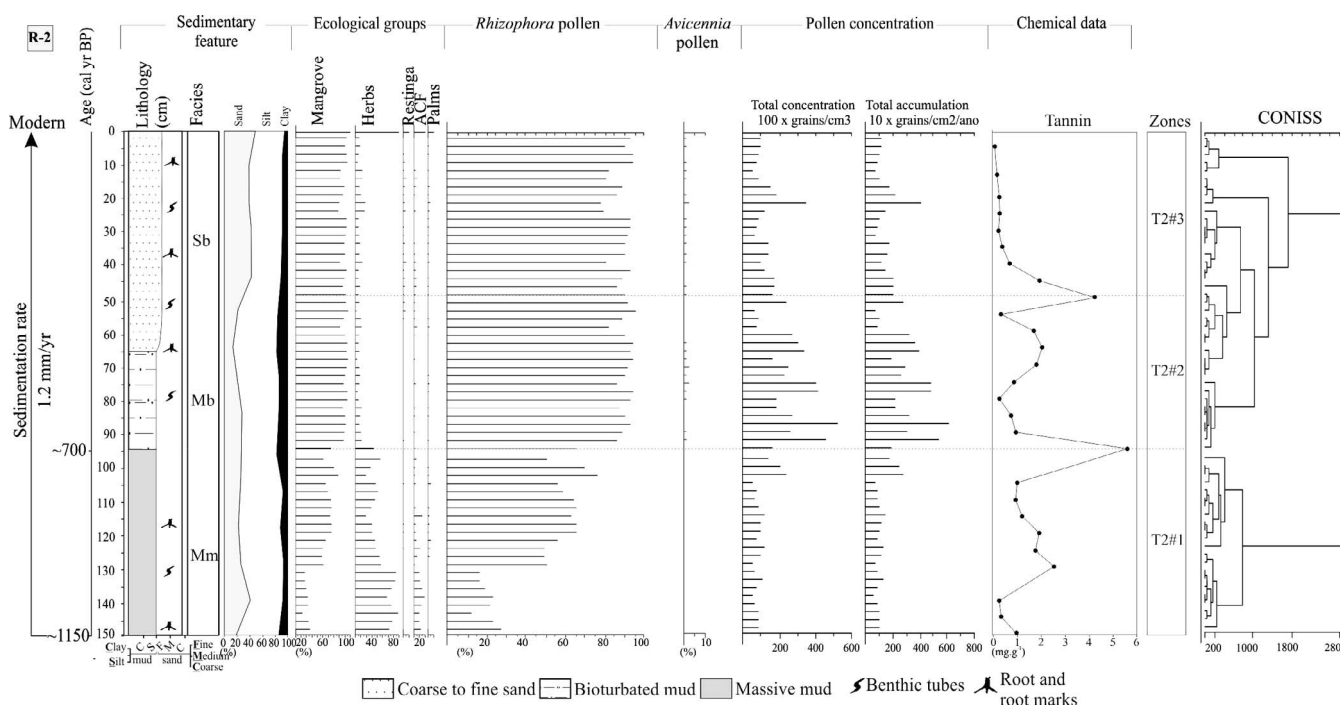 R-2
Sedimentary feature
Ecological groups
Rhizophora pollen
Avicennia pollen
Pollen concentration
Chemical data
Age (cal yr BP)
Lithology (cm)
Facies
Sand
Silt
Clay
Mangrove
Herbs
Restinga
ACF
Palms
Total concentration
100 x grains/cm3
Total accumulation
10 x grains/cm2/ano
Tannin
Zones
CONISS
Modern
Sedimentation rate
1.2 mm/yr
~700
~1150
0
10
20
30
40
50
60
70
80
90
100
110
120
130
140
150
Sb
Mb
Mm
T2#3
T2#2
T2#1
20 40 60 80 100
(%)
20 60 100
(%)
20 60 80
20
20 40 60 80 100
(%)
10
(%)
0 200 400 600
0 200 400 600 800
0 1 2 3 4 5 6
(mg.g
200 1000 1800 2800
Clay
Silt
C S F M C
mud sand
Fine
Medium
Coarse
Coarse to fine sand
Bioturbated mud
Massive mud
Benthic tubes
Root and
root marks